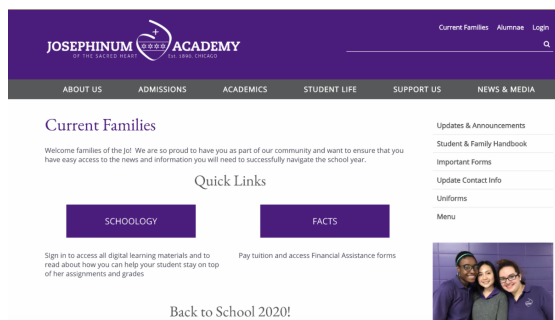 Current Families Alumnae Login
JOSEPHINUM ACADEMY
OF THE SACRED HEART Est. 1890, CHICAGO
ABOUT US ADMISSIONS ACADEMICS STUDENT LIFE SUPPORT US NEWS & MEDIA
Current Families
Welcome families of the Jo! We are so proud to have you as part of our community and want to ensure that you
have easy access to the news and information you will need to successfully navigate the school year.
Quick Links
SCHOOLOGY FACTS
Sign in to access all digital learning materials and to
read about how you can help your student stay on top
of her assignments and grades
Pay tuition and access Financial Assistance forms
Back to School 2020!
Updates & Announcements
Student & Family Handbook
Important Forms
Update Contact Info
Uniforms
Menu